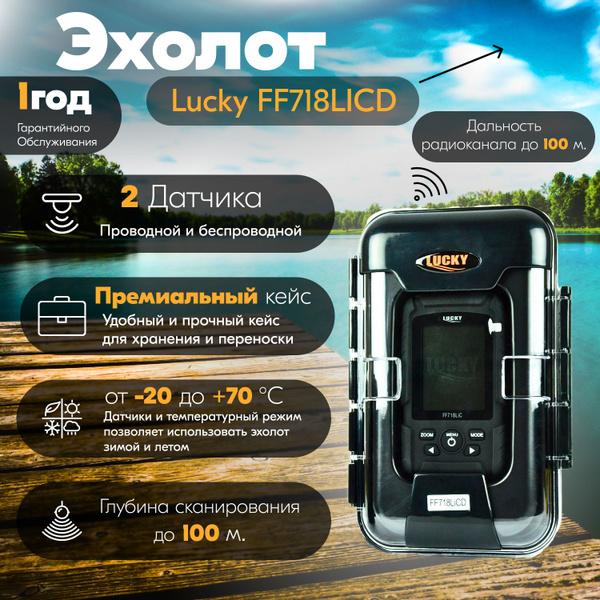 Эхолот
1год
Гарантийного
Обслуживания
Lucky FF718LICD
Дальность
радиоканала до 100 м.
2 Датчика
Проводной и беспроводной
Премиальный кейс
Удобный и прочный кейс
для хранения и переноски
от -20 до +70 °C
Датчики и температурный режим
позволяет использовать эхолот
зимой и летом
Глубина сканирования
до 100 м.
LUCKY
LUCKY
LUCKY
FF718LiC
ZOOM MENU MODE
FF718LiCD